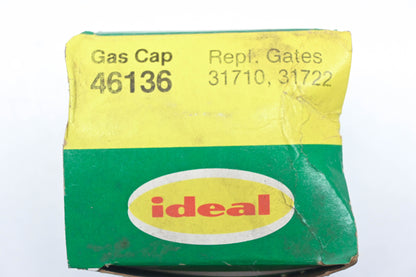 Gas Cap Repl. Gates
46136 31710, 31722
ideal